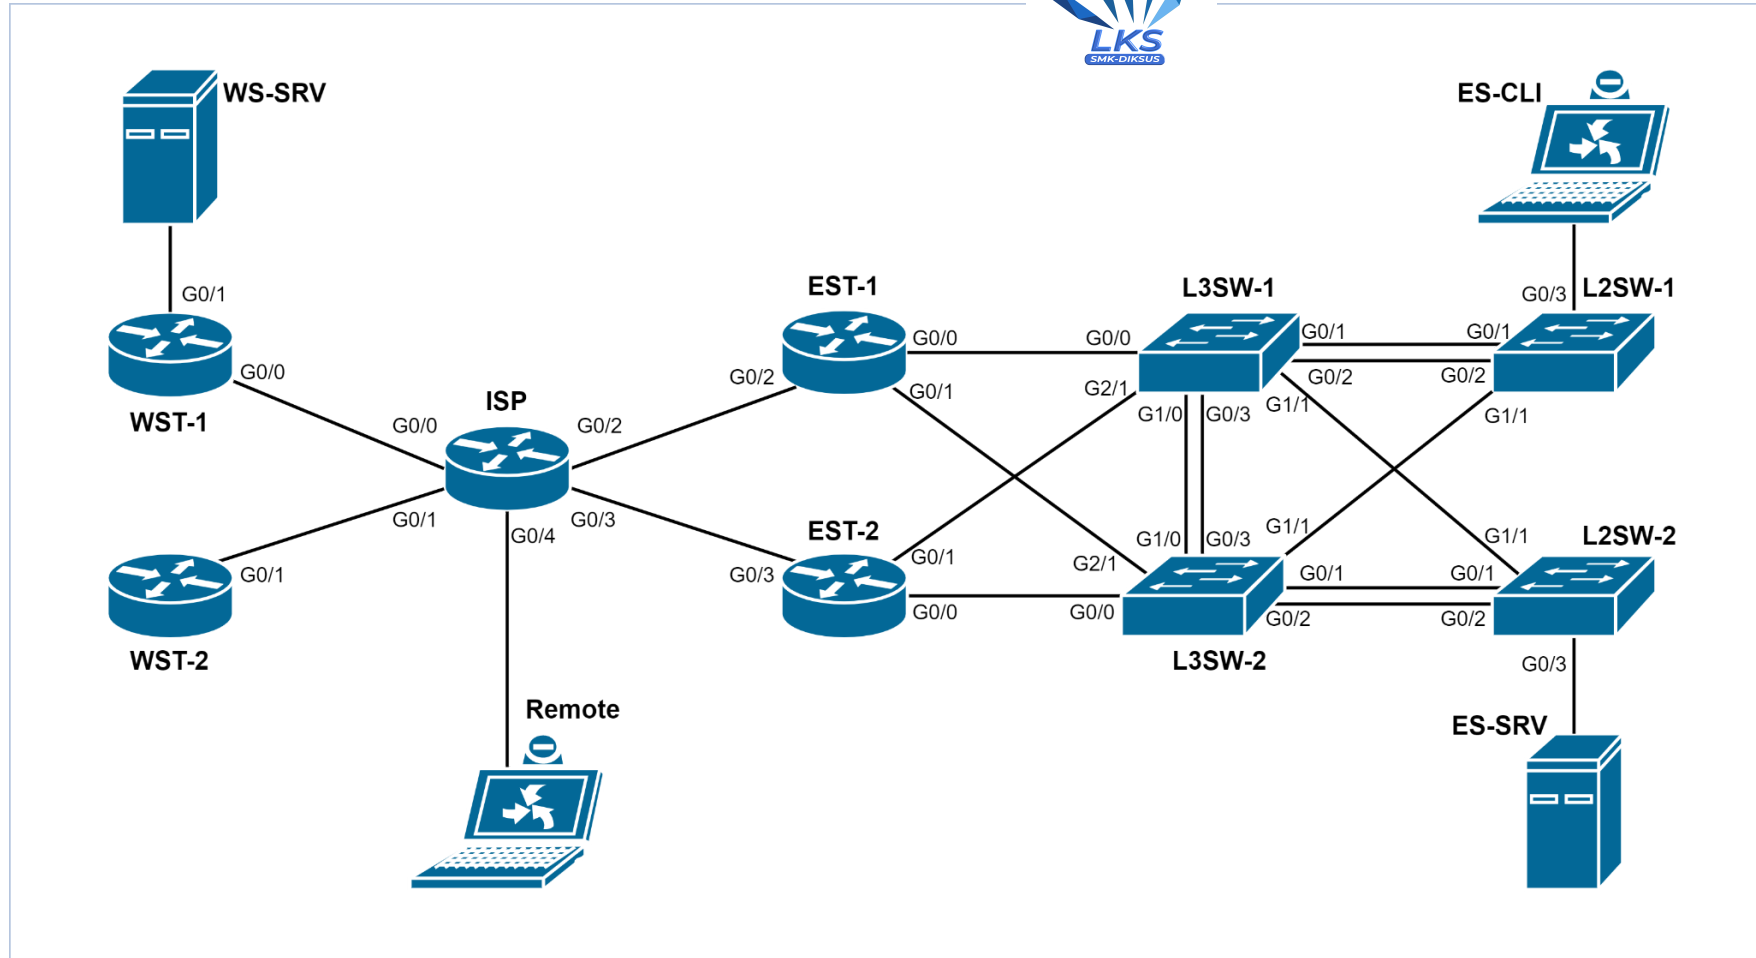 LKS
SMK-DIKSUS
WS-SRV
ES-CLI
G0/1
EST-1
L3SW-1
G0/3
L2SW-1
G0/0
G0/0
G0/1
G0/1
G0/0
WST-1
G0/2
G0/1
G2/1
G0/2
G0/2
ISP
G0/0
G0/2
G1/0
G0/3
G1/1
G1/1
G0/1
G0/4
G0/3
EST-2
G1/0
G0/3
G1/1
G1/1
L2SW-2
G0/1
G0/3
G0/1
G2/1
G0/1
G0/1
WST-2
G0/0
G0/0
G0/2
G0/2
L3SW-2
G0/3
Remote
ES-SRV